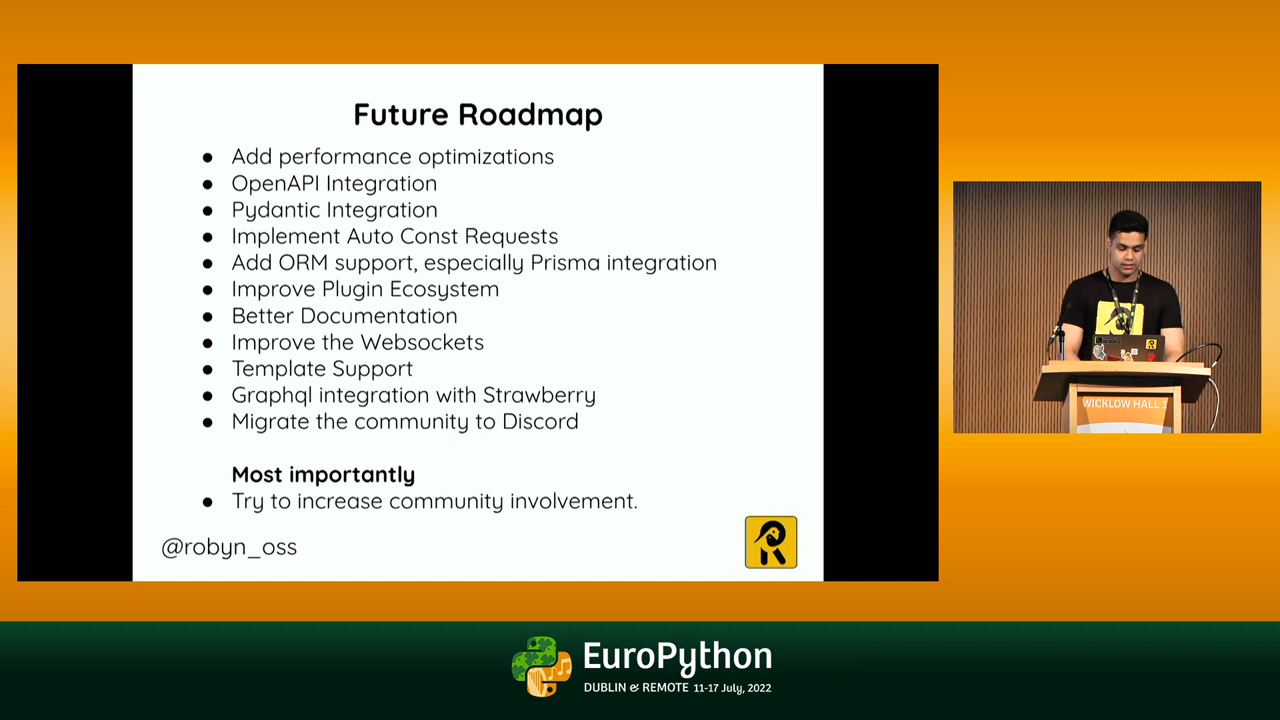 Future Roadmap
● Add performance optimizations
● OpenAPI Integration
● Pydantic Integration
● Implement Auto Const Requests
● Add ORM support, especially Prisma integration
● Improve Plugin Ecosystem
● Better Documentation
● Improve the Websockets
● Template Support
● Graphql integration with Strawberry
● Migrate the community to Discord
Most importantly
● Try to increase community involvement.
@robyn_oss
WICKLOW HALL 1
EuroPython
DUBLIN & REMOTE 11-17 July, 2022